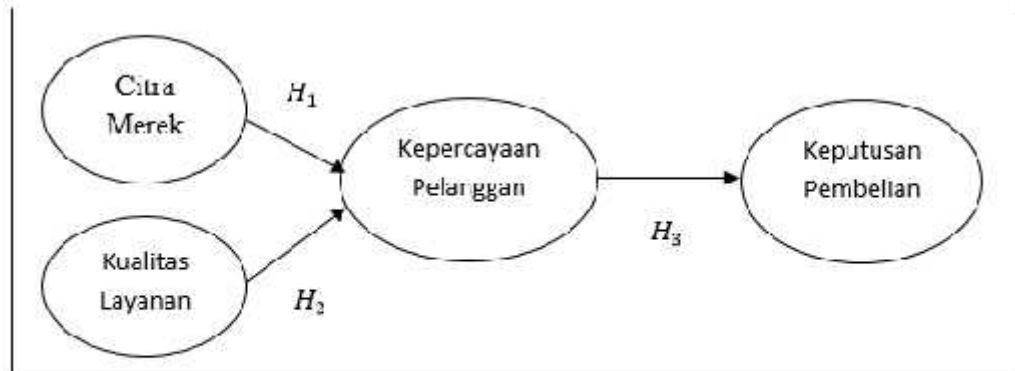 Citra
Merek
H₁
Kepercayaan
Pelanggan
Keputusan
Pembelian
H₃
Kualitas
Layanan
H₂